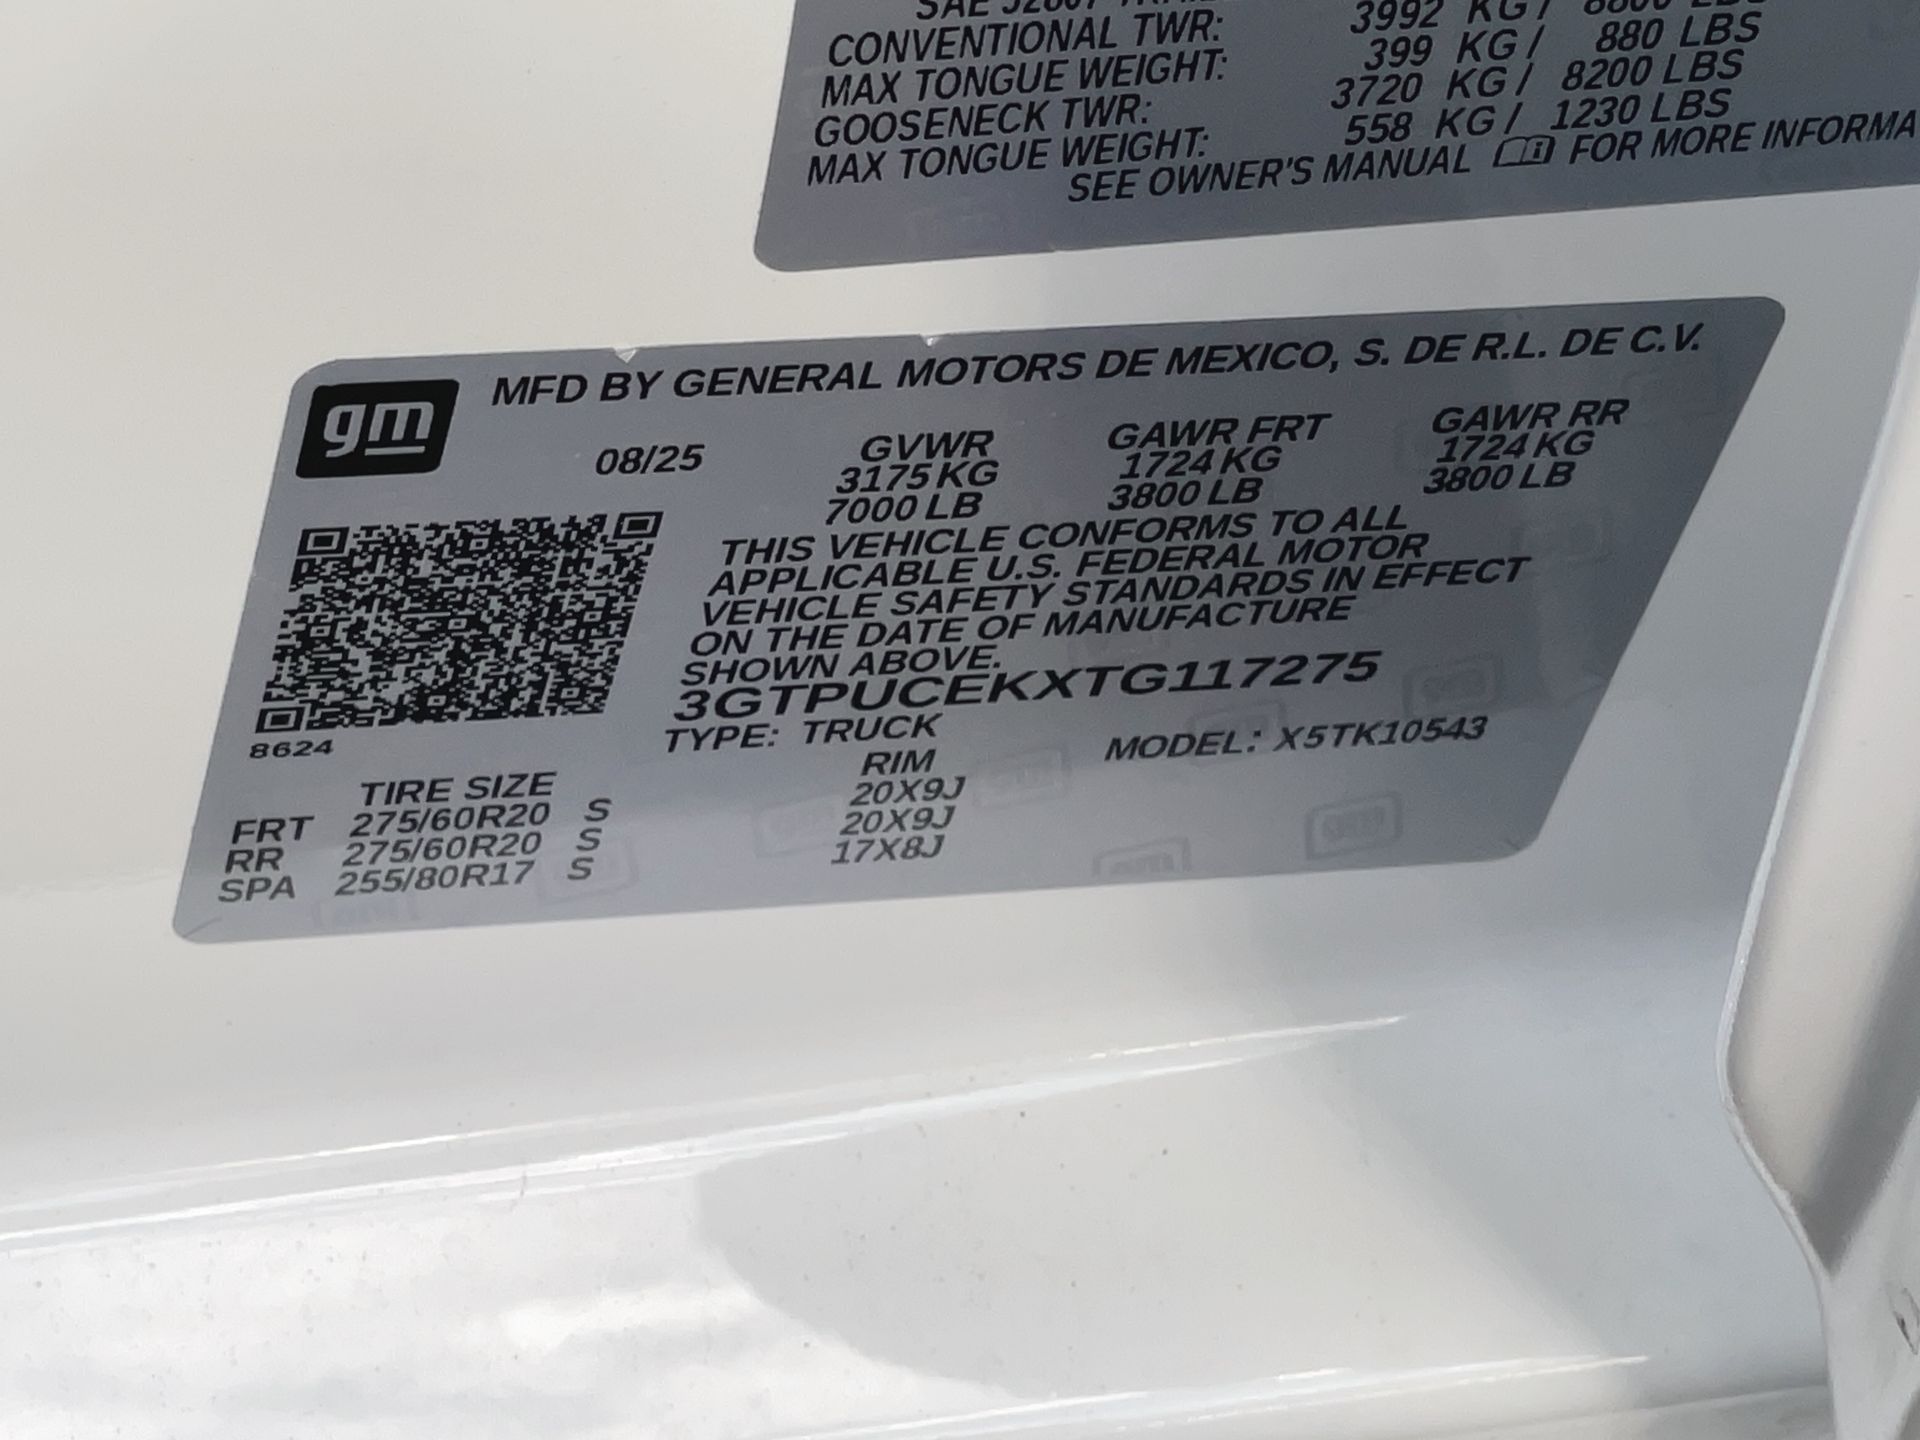 SAE J2807
CONVENTIONAL TWR: 3992 KG / 8800 LBS
MAX TONGUE WEIGHT: 399 KG / 880 LBS
GOOSENECK TWR: 3720 KG / 8200 LBS
MAX TONGUE WEIGHT: 558 KG / 1230 LBS
SEE OWNER'S MANUAL FOR MORE INFORMA
gm MFD BY GENERAL MOTORS DE MEXICO, S. DE R.L. DE C.V.
08/25 GVWR GAWR FRT GAWR RR
3175 KG 1724 KG 1724 KG
7000 LB 3800 LB 3800 LB
THIS VEHICLE CONFORMS TO ALL
APPLICABLE U.S. FEDERAL MOTOR
VEHICLE SAFETY STANDARDS IN EFFECT
ON THE DATE OF MANUFACTURE
SHOWN ABOVE.
3GTPUCEKXTG117275
8624 TYPE: TRUCK MODEL: X5TK10543
TIRE SIZE RIM
FRT 275/60R20 S 20X9J
RR 275/60R20 S 20X9J
SPA 255/80R17 S 17X8J